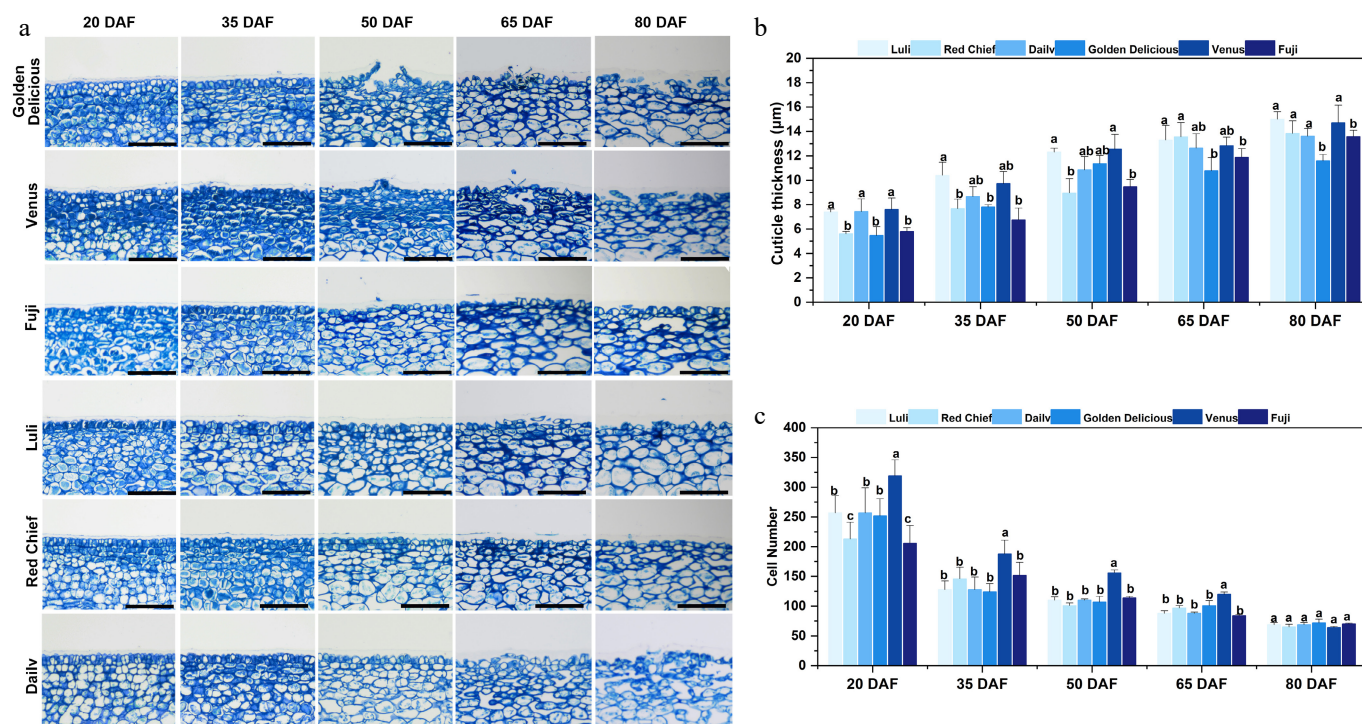 a
20 DAF 35 DAF 50 DAF 65 DAF 80 DAF
Golden
Delicious
Venus
Fuji
Luli
Red Chief
Dailv
b
Luli Red Chief Dailv Golden Delicious Venus Fuji
Cuticle thickness (μm)
20
18
16
14
12
10
8
6
4
2
0
a b a b a b
a b ab b a b
a b ab ab a b
a a ab b ab b
a a a b a b
20 DAF 35 DAF 50 DAF 65 DAF 80 DAF
c
Luli Red Chief Dailv Golden Delicious Venus Fuji
Cell Number
400
350
300
250
200
150
100
50
0
b c b b a c
b b b b a b
b b b b a b
b b b b a b
a a a a a a
20 DAF 35 DAF 50 DAF 65 DAF 80 DAF